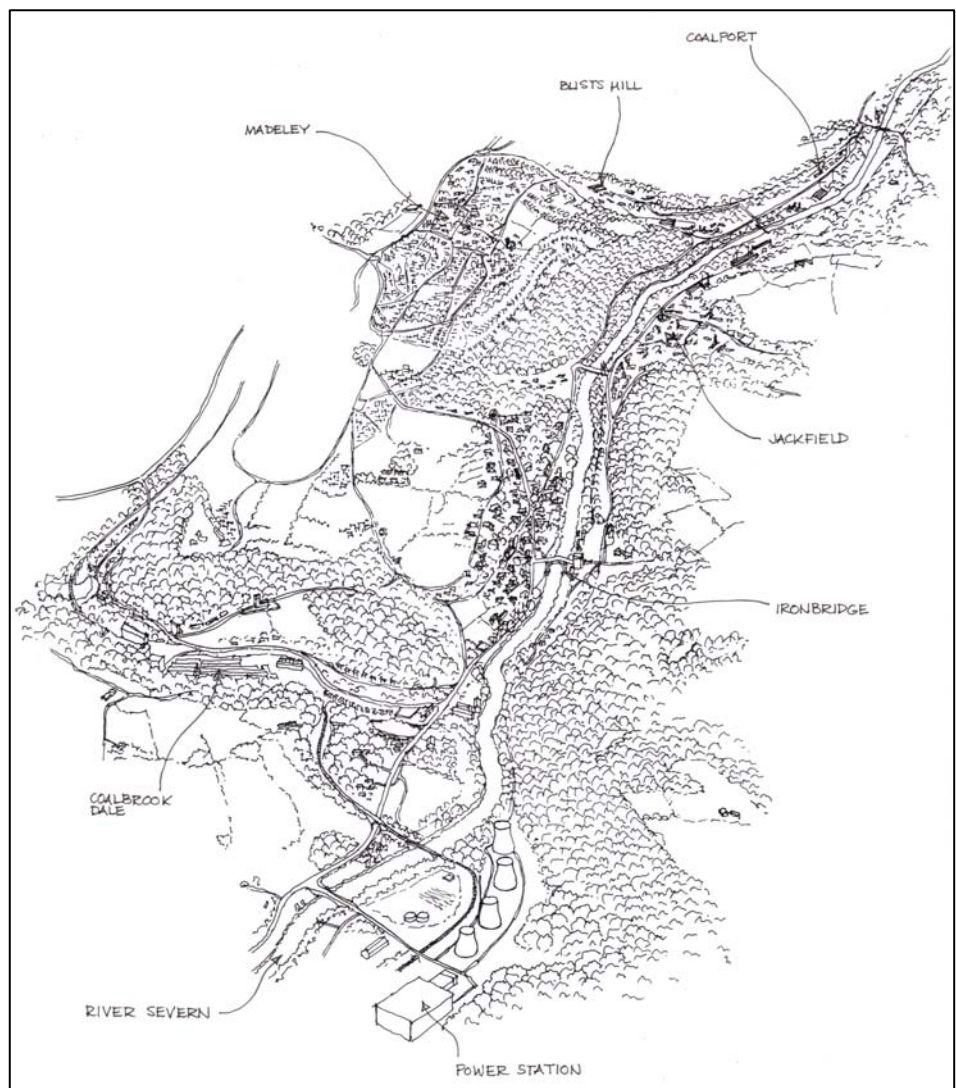 COALPORT
BLISTS HILL
MADELEY
JACKFIELD
IRONBRIDGE
COALBROOK
DALE
RIVER SEVERN
POWER STATION